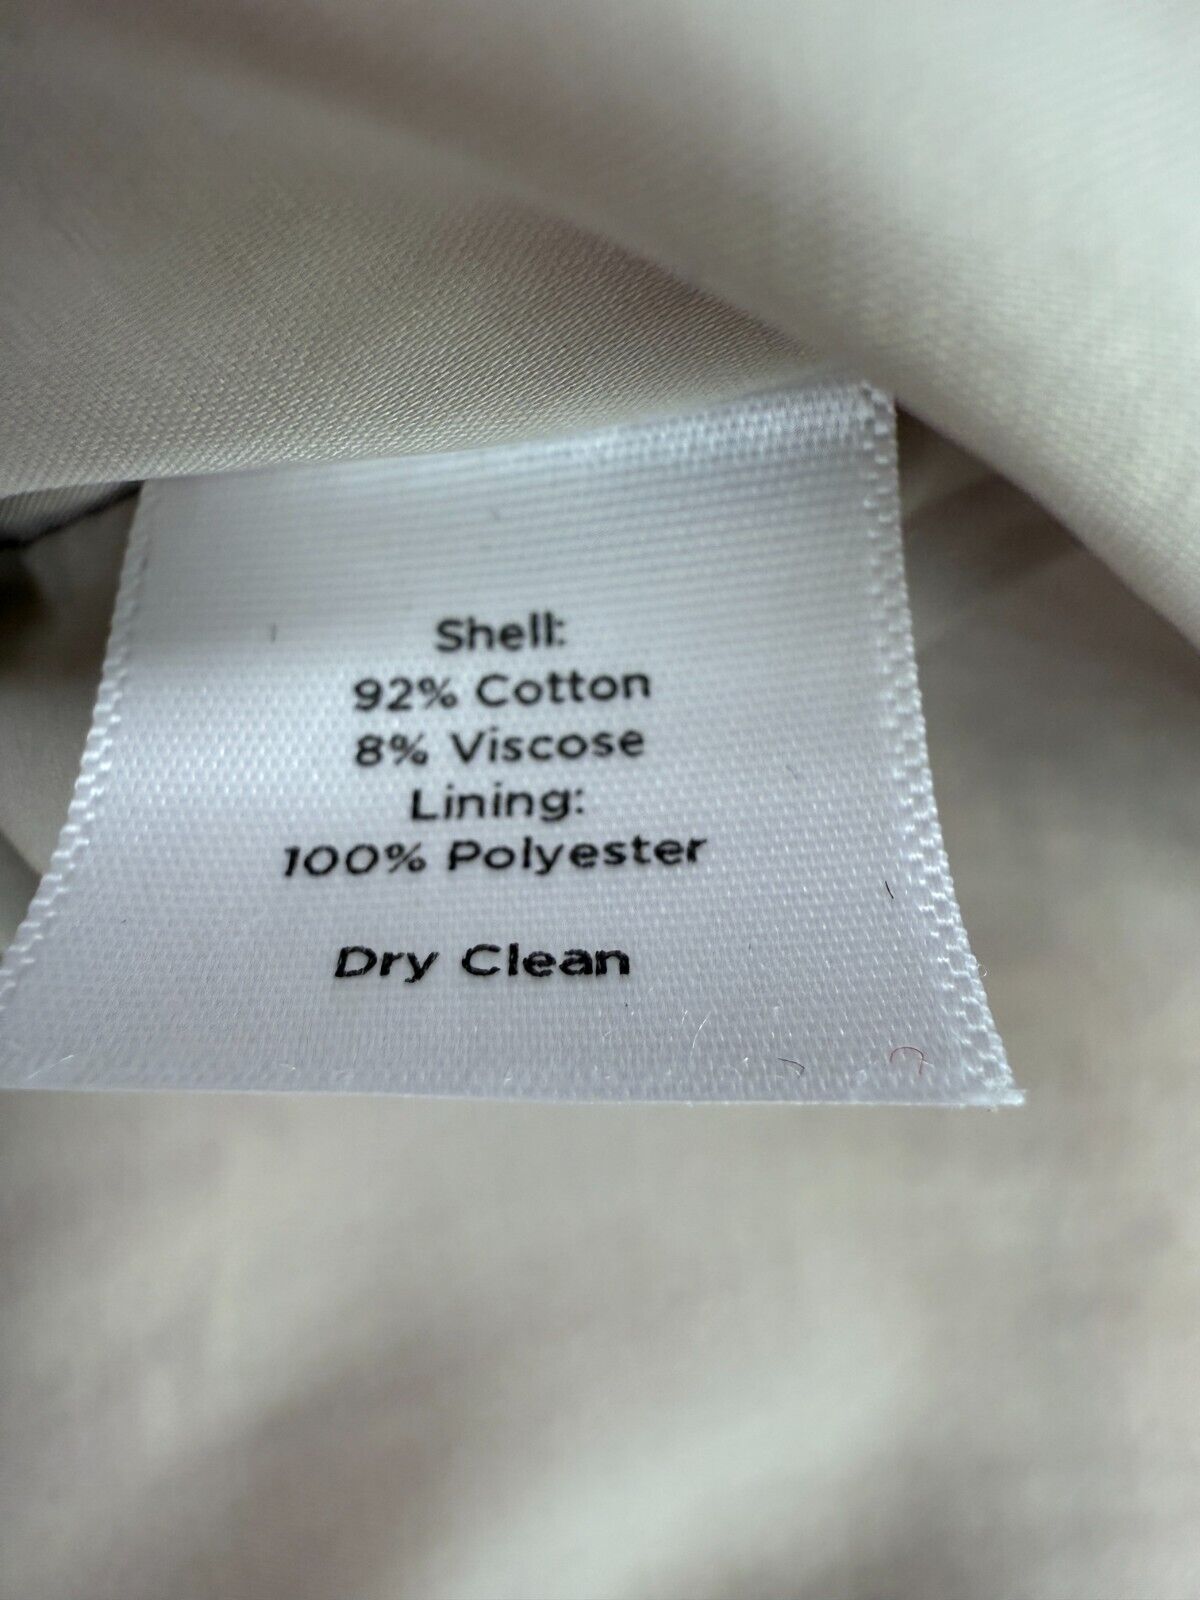 Shell:
92% Cotton
8% Viscose
Lining:
100% Polyester
Dry Clean